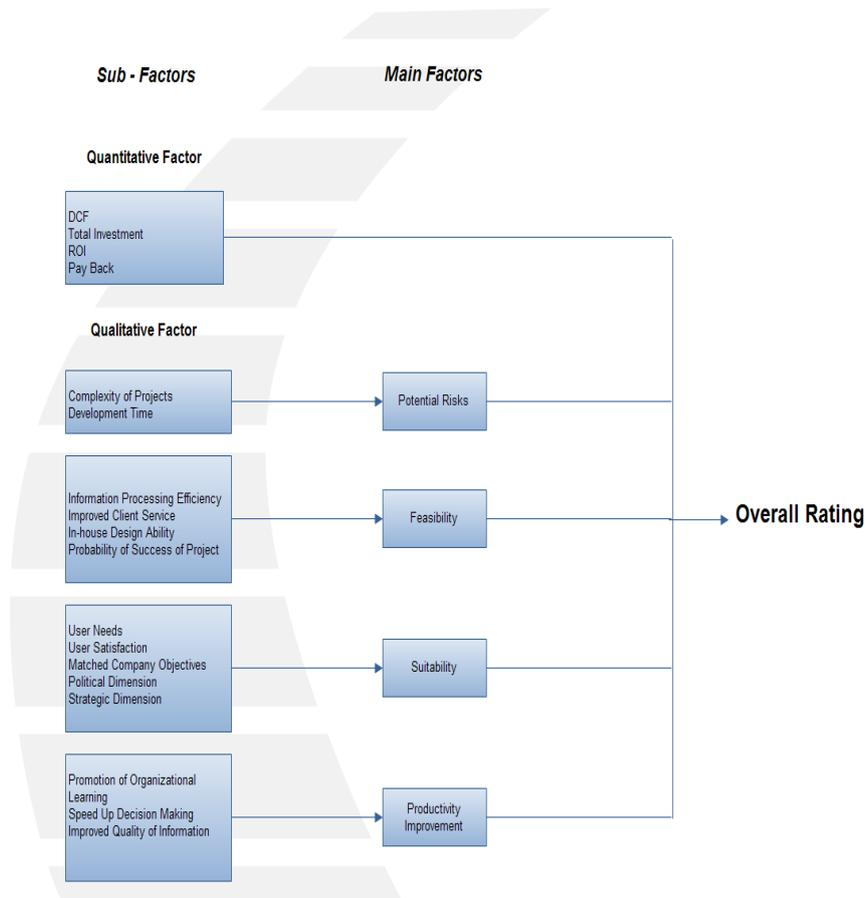 Sub - Factors
Main Factors
Quantitative Factor
DCF
Total Investment
ROI
Pay Back
Qualitative Factor
Complexity of Projects
Development Time
Potential Risks
Information Processing Efficiency
Improved Client Service
In-house Design Ability
Probability of Success of Project
Feasibility
Overall Rating
User Needs
User Satisfaction
Matched Company Objectives
Political Dimension
Strategic Dimension
Suitability
Promotion of Organizational
Learning
Speed Up Decision Making
Improved Quality of Information
Productivity
Improvement